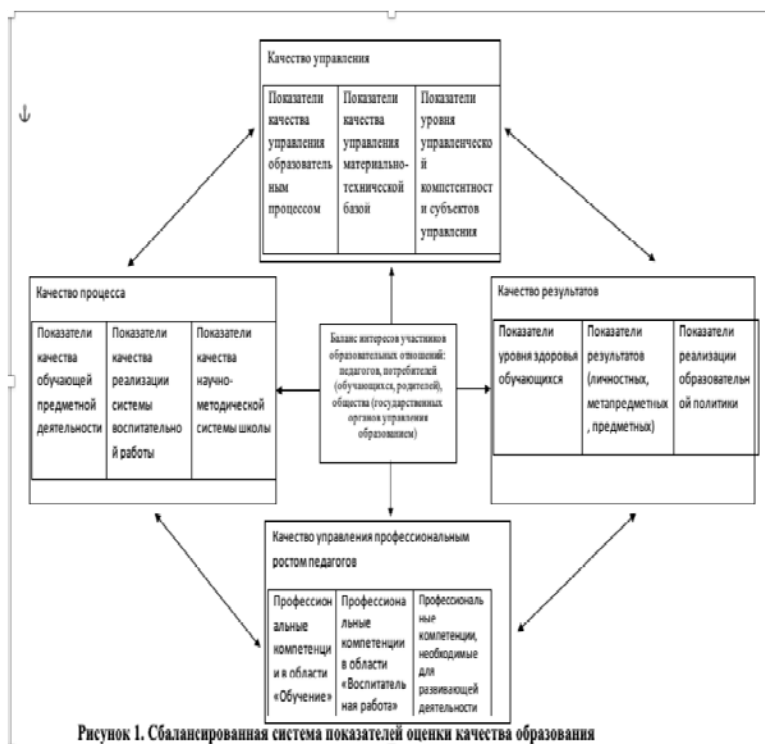 Качество управления
Показатели
качества
управления
образователь
ным
процессом
Показатели
качества
управления
материально-
технической
базой
Показатели
уровня
управленческо
й
компетентност
и субъектов
управления
Качество процесса
Показатели
качества
обучающей
предметной
деятельности
Показатели
качества
реализации
системы
воспитательно
й работы
Показатели
качества
научно-
методической
системы школы
Баланс интересов участников
образовательных отношений:
педагогов, потребителей
(обучающихся, родителей),
общества (государственных
органов управления
образованием)
Качество результатов
Показатели
уровня здоровья
обучающихся
Показатели
результатов
(личностных,
метапредметных
, предметных)
Показатели
реализации
образовательн
ой политики
Качество управления профессиональным
ростом педагогов
Профессион
альные
компетенци
и в области
«Обучение»
Профессиона
льные
компетенции
в области
«Воспитатель
ная работа»
Профессиональ
ные
компетенции,
необходимые
для
развивающей
деятельности
Рисунок 1. Сбалансированная система показателей оценки качества образования